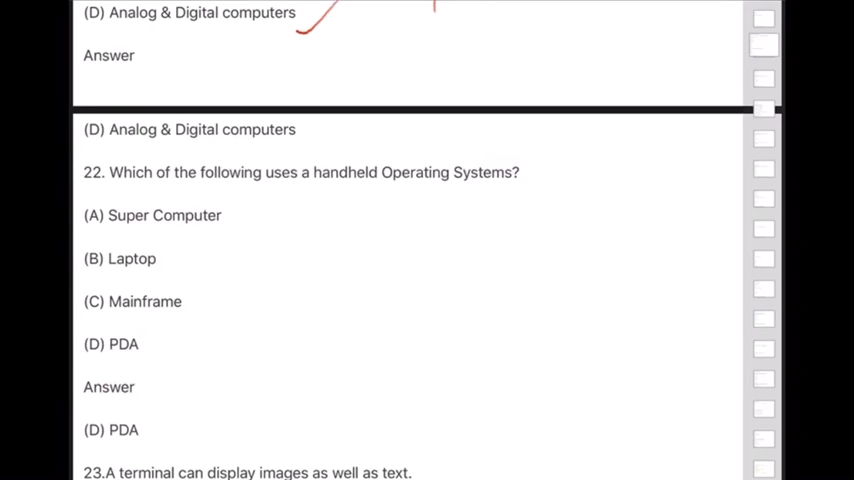 (D) Analog & Digital computers
Answer
(D) Analog & Digital computers
22. Which of the following uses a handheld Operating Systems?
(A) Super Computer
(B) Laptop
(C) Mainframe
(D) PDA
Answer
(D) PDA
23.A terminal can display images as well as text.